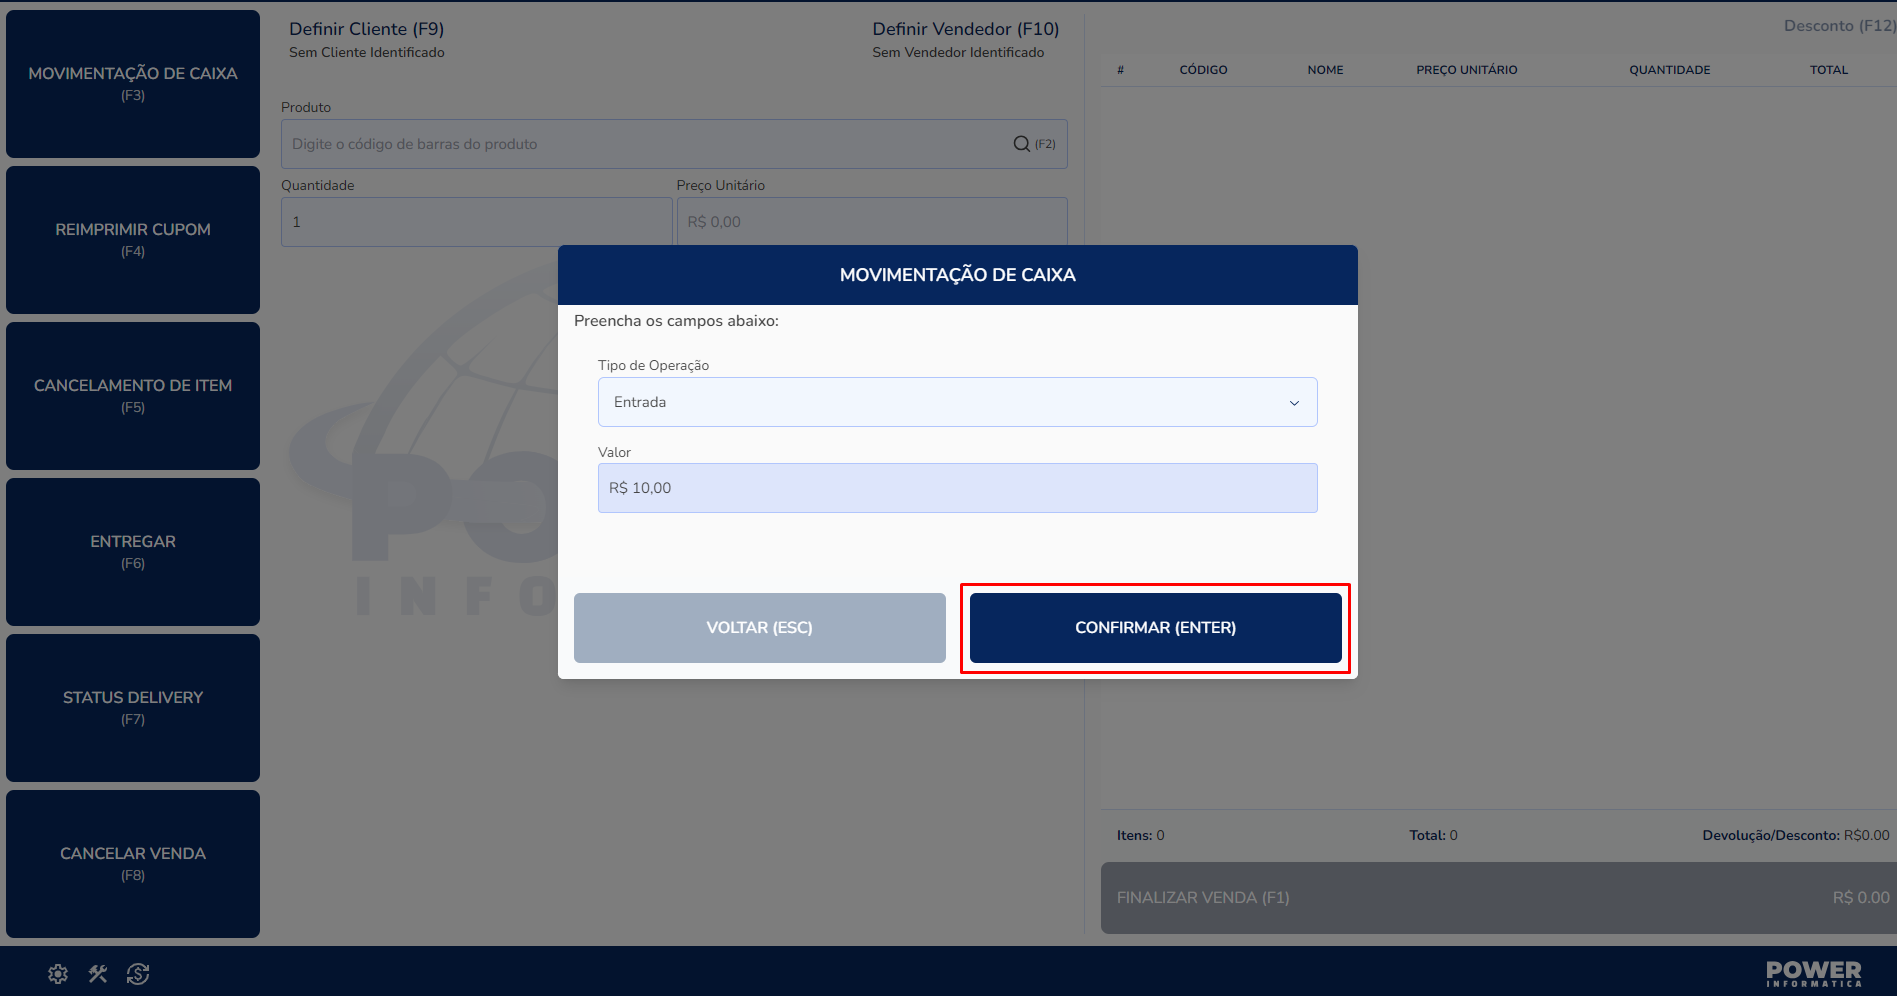 MOVIMENTAÇÃO DE CAIXA
(F3)
REIMPRIMIR CUPOM
(F4)
CANCELAMENTO DE ITEM
(F5)
ENTREGAR
(F6)
STATUS DELIVERY
(F7)
CANCELAR VENDA
(F8)
Definir Cliente (F9)
Sem Cliente Identificado
Definir Vendedor (F10)
Sem Vendedor Identificado
Produto
Digite o código de barras do produto
(F2)
Quantidade
1
Preço Unitário
R$ 0,00
PO
INFO
MOVIMENTAÇÃO DE CAIXA
Preencha os campos abaixo:
Tipo de Operação
Entrada
Valor
R$ 10,00
VOLTAR (ESC)
CONFIRMAR (ENTER)
Desconto (F12)
# CÓDIGO NOME PREÇO UNITÁRIO QUANTIDADE TOTAL
Itens: 0 Total: 0 Devolução/Desconto: R$0.00
FINALIZAR VENDA (F1) R$ 0.00
POWER
INFORMATICA